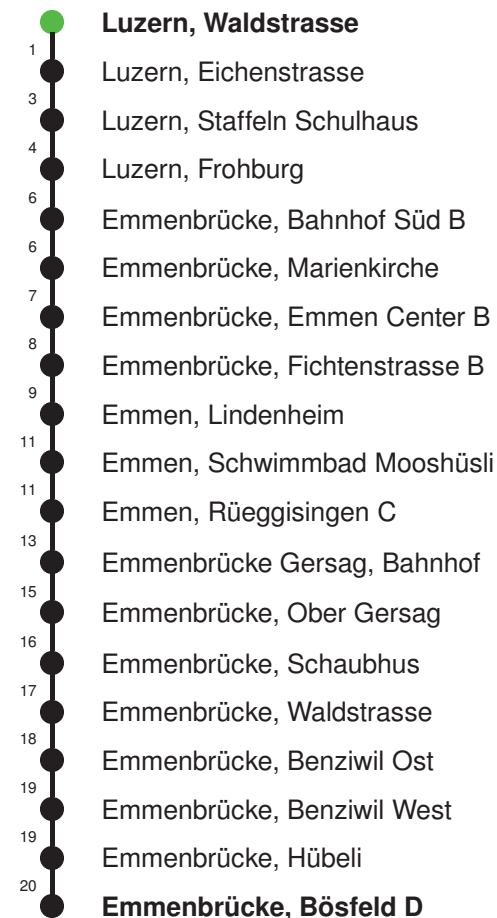 Luzern, Waldstrasse
1
Luzern, Eichenstrasse
3
Luzern, Staffeln Schulhaus
4
Luzern, Frohburg
6
Emmenbrücke, Bahnhof Süd B
6
Emmenbrücke, Marienkirche
7
Emmenbrücke, Emmen Center B
8
Emmenbrücke, Fichtenstrasse B
9
Emmen, Lindenheim
11
Emmen, Schwimmbad Mooshüsli
11
Emmen, Rüeggisingen C
13
Emmenbrücke Gersag, Bahnhof
15
Emmenbrücke, Ober Gersag
16
Emmenbrücke, Schaubhus
17
Emmenbrücke, Waldstrasse
18
Emmenbrücke, Benziwil Ost
19
Emmenbrücke, Benziwil West
19
Emmenbrücke, Hübeli
20
Emmenbrücke, Bösfeld D